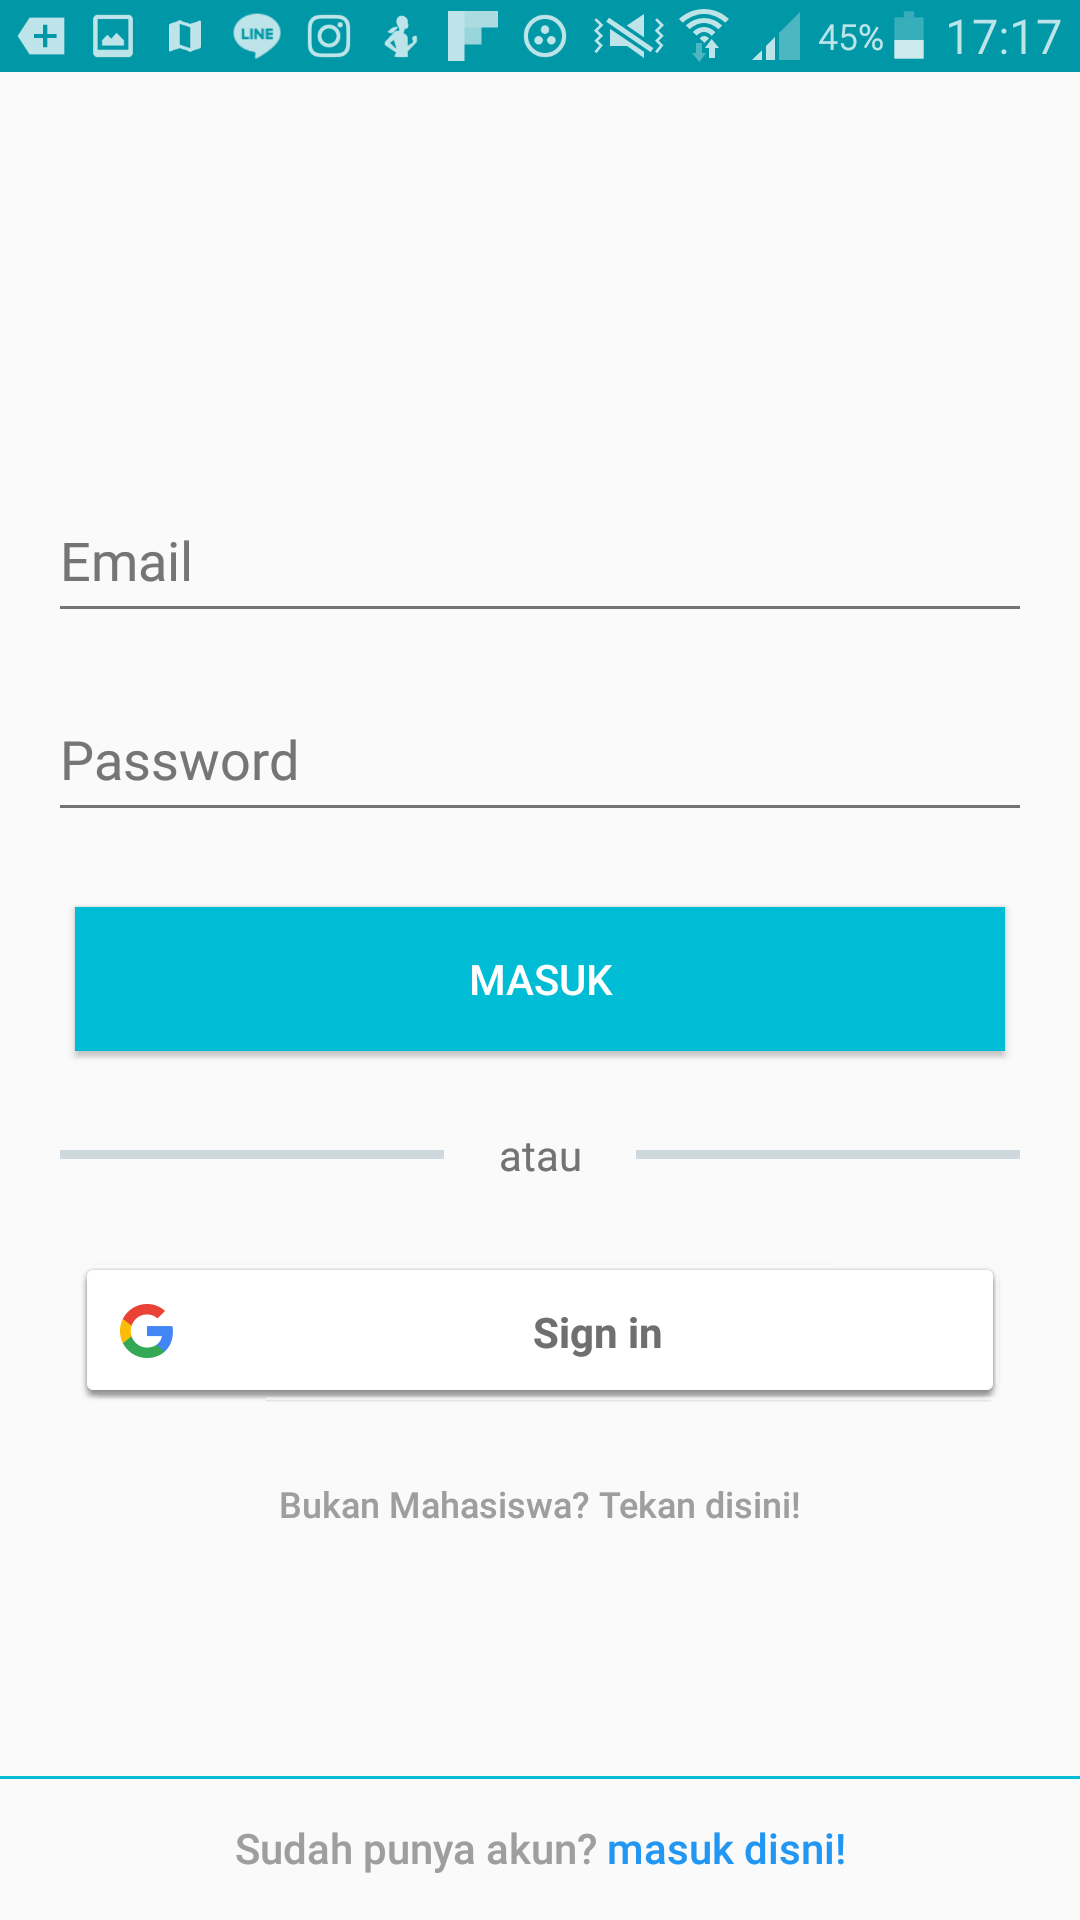 LINE 45% 17:17
Email
Password
MASUK
atau
Sign in
Bukan Mahasiswa? Tekan disini!
Sudah punya akun? masuk disni!